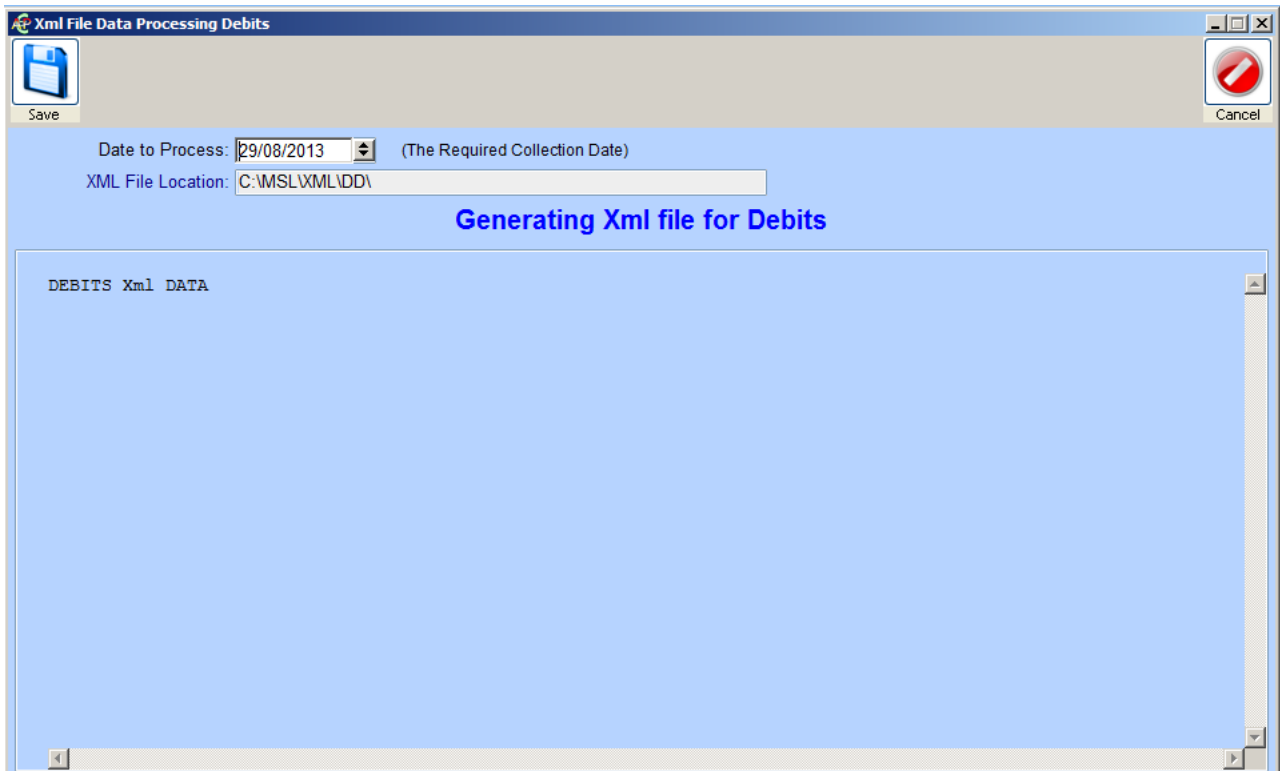 Xml File Data Processing Debits
Save
Cancel
Date to Process: 29/08/2013 (The Required Collection Date)
XML File Location: C:\MSL\XML\DD\
Generating Xml file for Debits
DEBITS Xml DATA